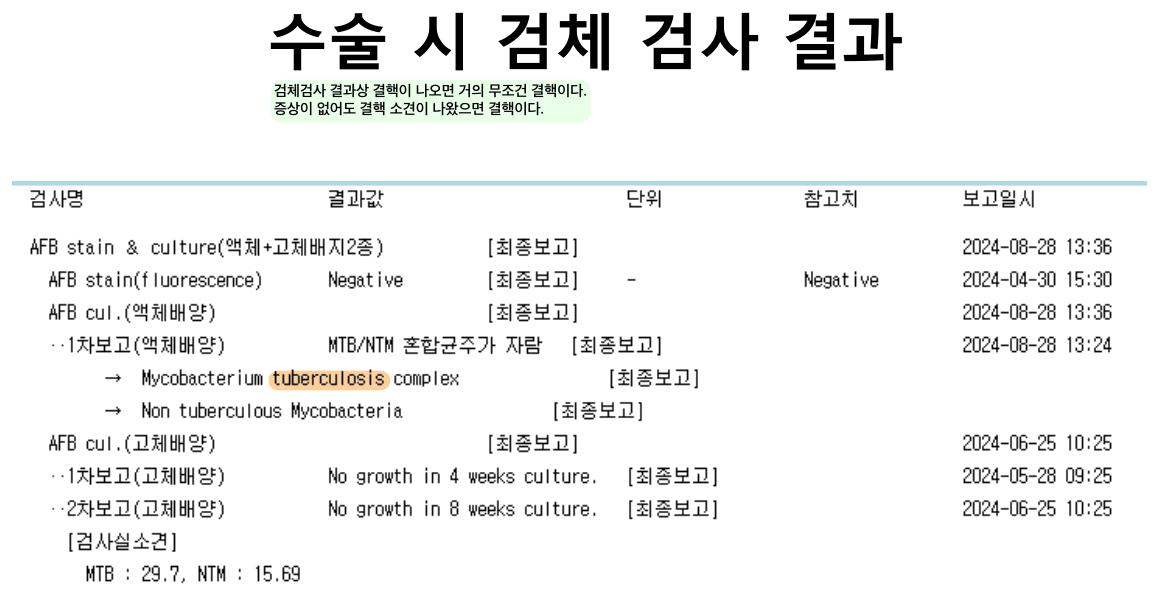 수술 시 검체 검사 결과
검체검사 결과상 결핵이 나오면 거의 무조건 결핵이다.
증상이 없어도 결핵 소견이 나왔으면 결핵이다.
검사명 결과값 단위 참고치 보고일시
AFB stain & culture(액체+고체배지2종) [최종보고] 2024-08-28 13:36
AFB stain(fluorescence) Negative [최종보고] - Negative 2024-04-30 15:30
AFB cul.(액체배양) [최종보고] 2024-08-28 13:36
··1차보고(액체배양) MTB/NTM 혼합균주가 자람 [최종보고] 2024-08-28 13:24
→ Mycobacterium tuberculosis complex [최종보고]
→ Non tuberculous Mycobacteria [최종보고]
AFB cul.(고체배양) [최종보고] 2024-06-25 10:25
··1차보고(고체배양) No growth in 4 weeks culture. [최종보고] 2024-05-28 09:25
··2차보고(고체배양) No growth in 8 weeks culture. [최종보고] 2024-06-25 10:25
[검사실소견]
MTB : 29.7, NTM : 15.69